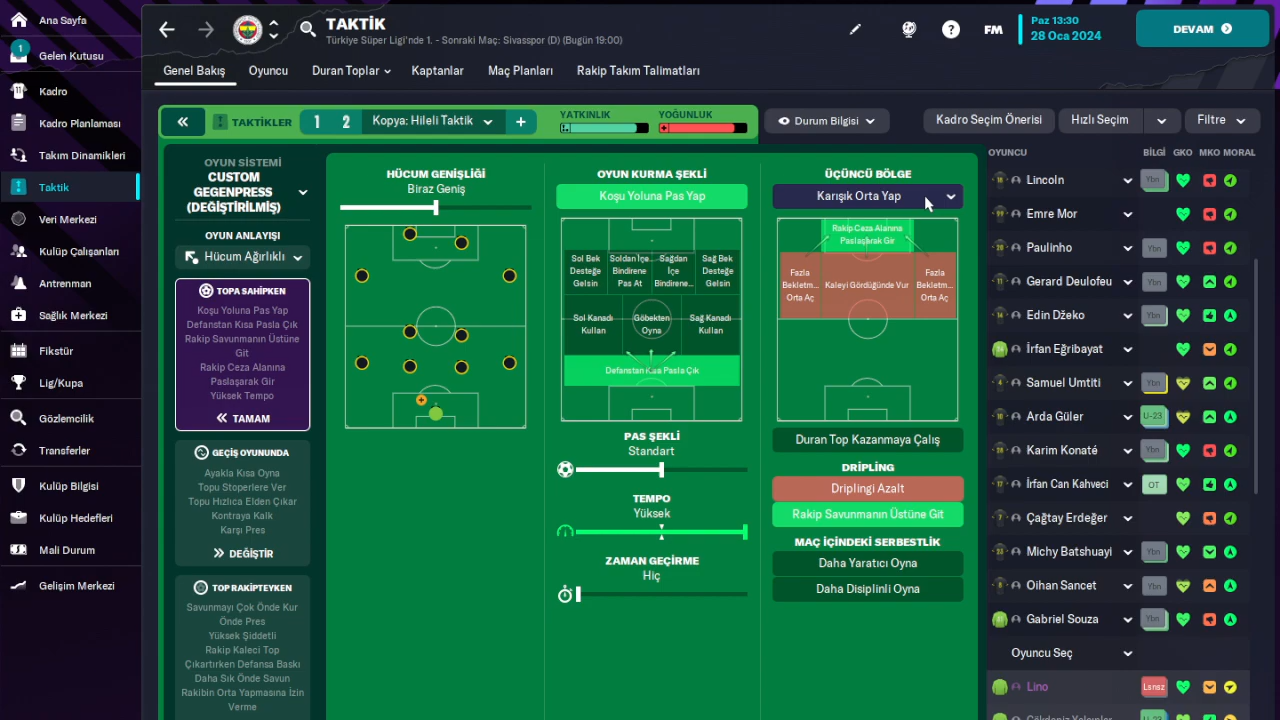 Ana Sayfa
1
Gelen Kutusu
Kadro
Kadro Planlaması
Takım Dinamikleri
Taktik
Veri Merkezi
Kulüp Çalışanları
Antrenman
Sağlık Merkezi
Fikstür
Lig/Kupa
Gözlemcilik
Transferler
Kulüp Bilgisi
Kulüp Hedefleri
Mali Durum
Gelişim Merkezi
TAKTİK
Türkiye Süper Ligi'nde 1. - Sonraki Maç: Sivasspor (D) (Bugün 19:00)
FM
Paz 13:30
28 Oca 2024
DEVAM
Genel Bakış
Oyuncu
Duran Toplar
Kaptanlar
Maç Planları
Rakip Takım Talimatları
TAKTİKLER
1 2
Kopya: Hileli Taktik
YATKINLIK
YOĞUNLUK
Durum Bilgisi
Kadro Seçim Önerisi
Hızlı Seçim
Filtre
OYUN SİSTEMİ
CUSTOM
GEGENPRESS
(DEĞİŞTİRİLMİŞ)
OYUN ANLAYIŞI
Hücum Ağırlıklı
TOPA SAHİPKEN
Koşu Yoluna Pas Yap
Defanstan Kısa Pasla Çık
Rakip Savunmanın Üstüne
Git
Rakip Ceza Alanına
Paslaşarak Gir
Yüksek Tempo
TAMAM
GEÇİŞ OYUNUNDA
Ayakla Kısa Oyna
Topu Stoperlere Ver
Topu Hızlıca Elden Çıkar
Kontraya Kalk
Karşı Pres
DEĞİŞTİR
TOP RAKİPTEYKEN
Savunmayı Çok Önde Kur
Önde Pres
Yüksek Şiddetli
Rakip Kaleci Top
Çıkartırken Defansa Baskı
Daha Sık Önde Savun
Rakibin Orta Yapmasına İzin
Verme
HÜCUM GENİŞLİĞİ
Biraz Geniş
OYUN KURMA ŞEKLİ
Koşu Yoluna Pas Yap
Sol Bek
Desteğe
Gelsin
Soldan İçe
Bindirene
Pas At
Sağdan
İçe
Bindirene...
Sağ Bek
Desteğe
Gelsin
Sol Kanadı
Kullan
Göbekten
Oyna
Sağ Kanadı
Kullan
Defanstan Kısa Pasla Çık
PAS ŞEKLİ
Standart
TEMPO
Yüksek
ZAMAN GEÇİRME
Hiç
ÜÇÜNCÜ BÖLGE
Karışık Orta Yap
Rakip Ceza Alanına
Paslaşarak Gir
Fazla
Bekletm...
Orta Aç
Kaleyi Gördüğünde Vur
Fazla
Bekletm...
Orta Aç
Duran Top Kazanmaya Çalış
DRİPLİNG
Driplingi Azalt
Rakip Savunmanın Üstüne Git
MAÇ İÇİNDEKİ SERBESTLİK
Daha Yaratıcı Oyna
Daha Disiplinli Oyna
OYUNCU BİLGİ GKO MKO MORAL
Lincoln Ybn
Emre Mor
Paulinho Ybn
Gerard Deulofeu Ybn
Edin Džeko Ybn
İrfan Eğribayat
Samuel Umtiti Ybn
Arda Güler U-23
Karim Konaté Ybn
İrfan Can Kahveci OT
Çağtay Erdeğer
Michy Batshuayi Ybn
Oihan Sancet Ybn
Gabriel Souza Ybn
Oyuncu Seç
Lino Lsnsz